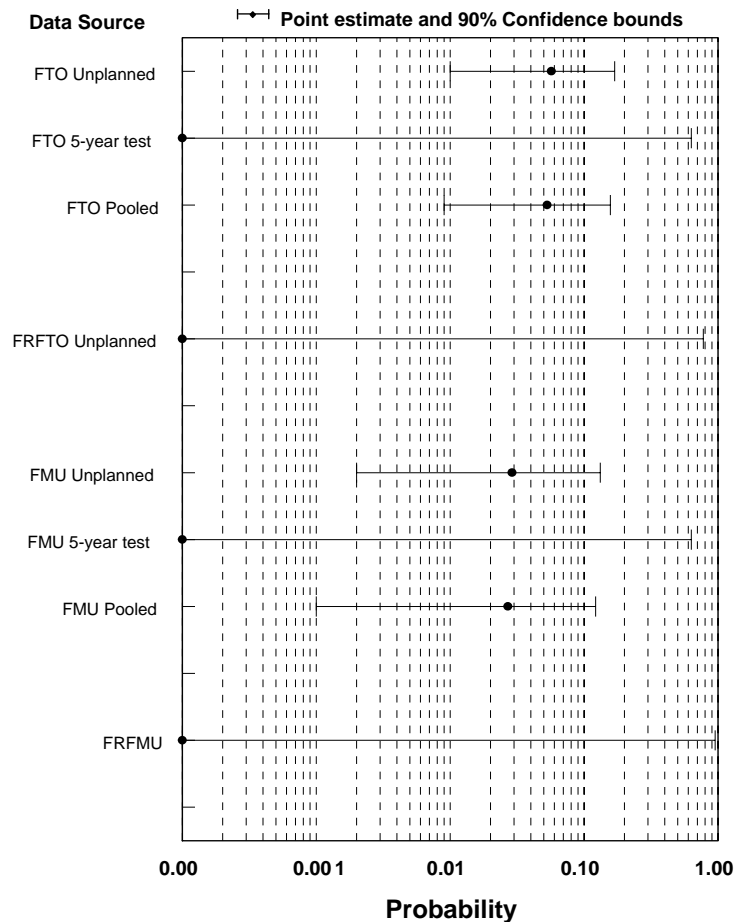 Data Source
Point estimate and 90% Confidence bounds
FTO Unplanned
FTO 5-year test
FTO Pooled
FRFTO Unplanned
FMU Unplanned
FMU 5-year test
FMU Pooled
FRFMU
0.00 0.001 0.01 0.10 1.00
Probability